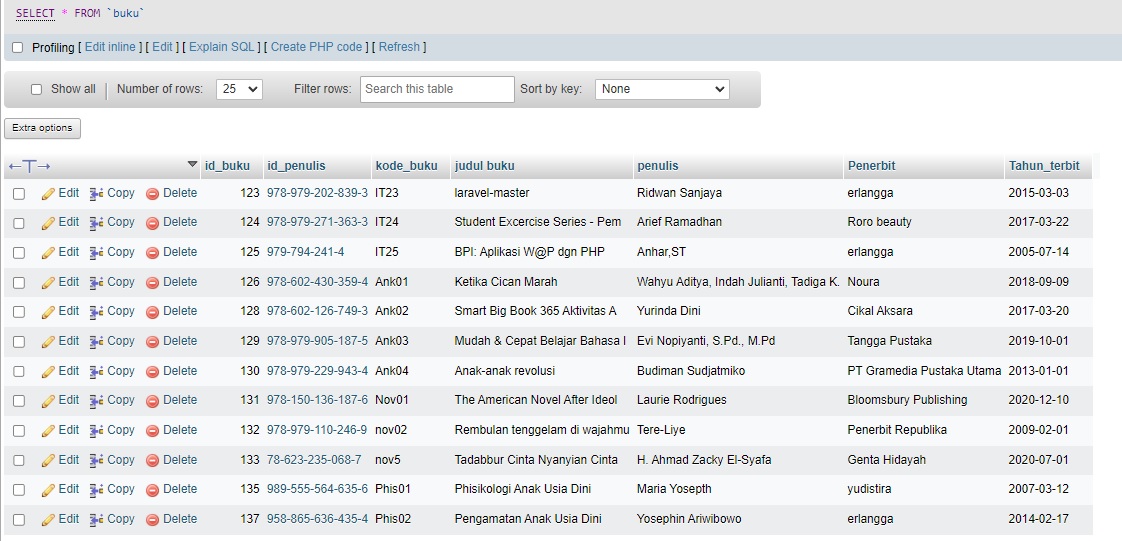 SELECT * FROM `buku`
Profiling [ Edit inline ] [ Edit ] [ Explain SQL ] [ Create PHP code ] [ Refresh ]
Show all Number of rows: 25 Filter rows: Search this table Sort by key: None
Extra options
←T→ id_buku id_penulis kode_buku judul buku penulis Penerbit Tahun_terbit
Edit Copy Delete 123 978-979-202-839-3 IT23 laravel-master Ridwan Sanjaya erlangga 2015-03-03
Edit Copy Delete 124 978-979-271-363-3 IT24 Student Excercise Series - Pem Arief Ramadhan Roro beauty 2017-03-22
Edit Copy Delete 125 979-794-241-4 IT25 BPI: Aplikasi W@P dgn PHP Anhar,ST erlangga 2005-07-14
Edit Copy Delete 126 978-602-430-359-4 Ank01 Ketika Cican Marah Wahyu Aditya, Indah Julianti, Tadiga K. Noura 2018-09-09
Edit Copy Delete 128 978-602-126-749-3 Ank02 Smart Big Book 365 Aktivitas A Yurinda Dini Cikal Aksara 2017-03-20
Edit Copy Delete 129 978-979-905-187-5 Ank03 Mudah & Cepat Belajar Bahasa I Evi Nopiyanti, S.Pd., M.Pd Tangga Pustaka 2019-10-01
Edit Copy Delete 130 978-979-229-943-4 Ank04 Anak-anak revolusi Budiman Sudjatmiko PT Gramedia Pustaka Utama 2013-01-01
Edit Copy Delete 131 978-150-136-187-6 Nov01 The American Novel After Ideol Laurie Rodrigues Bloomsbury Publishing 2020-12-10
Edit Copy Delete 132 978-979-110-246-9 nov02 Rembulan tenggelam di wajahmu Tere-Liye Penerbit Republika 2009-02-01
Edit Copy Delete 133 78-623-235-068-7 nov5 Tadabbur Cinta Nyanyian Cinta H. Ahmad Zacky El-Syafa Genta Hidayah 2020-07-01
Edit Copy Delete 135 989-555-564-635-6 Phis01 Phisikologi Anak Usia Dini Maria Yosepth yudistira 2007-03-12
Edit Copy Delete 137 958-865-636-435-4 Phis02 Pengamatan Anak Usia Dini Yosephin Ariwibowo erlangga 2014-02-17